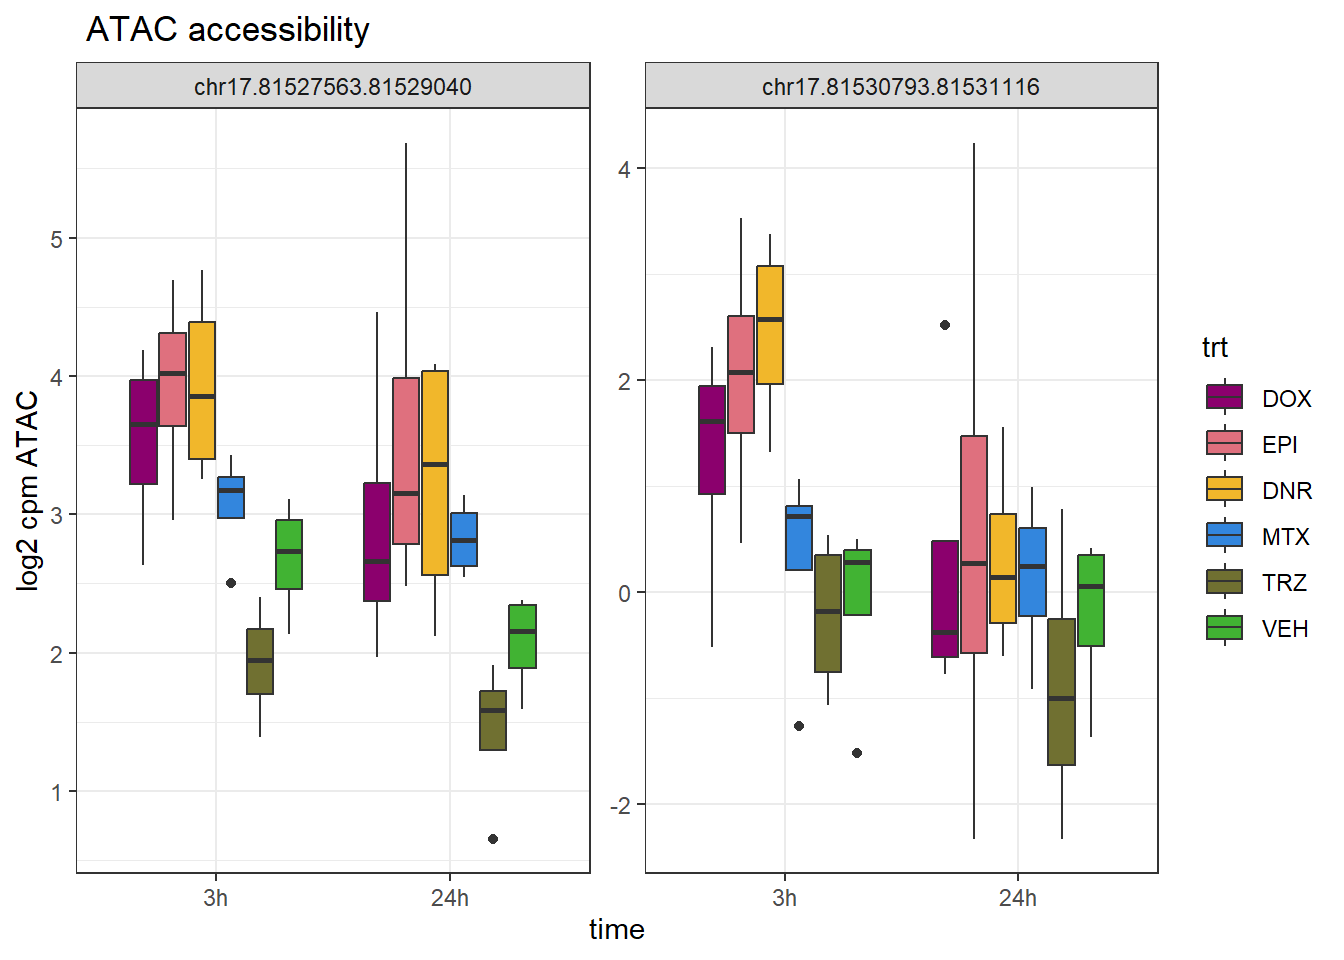 ATAC accessibility
chr17.81527563.81529040
chr17.81530793.81531116
log2 cpm ATAC
5
4
3
2
1
4
2
0
-2
3h
24h
3h
24h
time
trt
DOX
EPI
DNR
MTX
TRZ
VEH